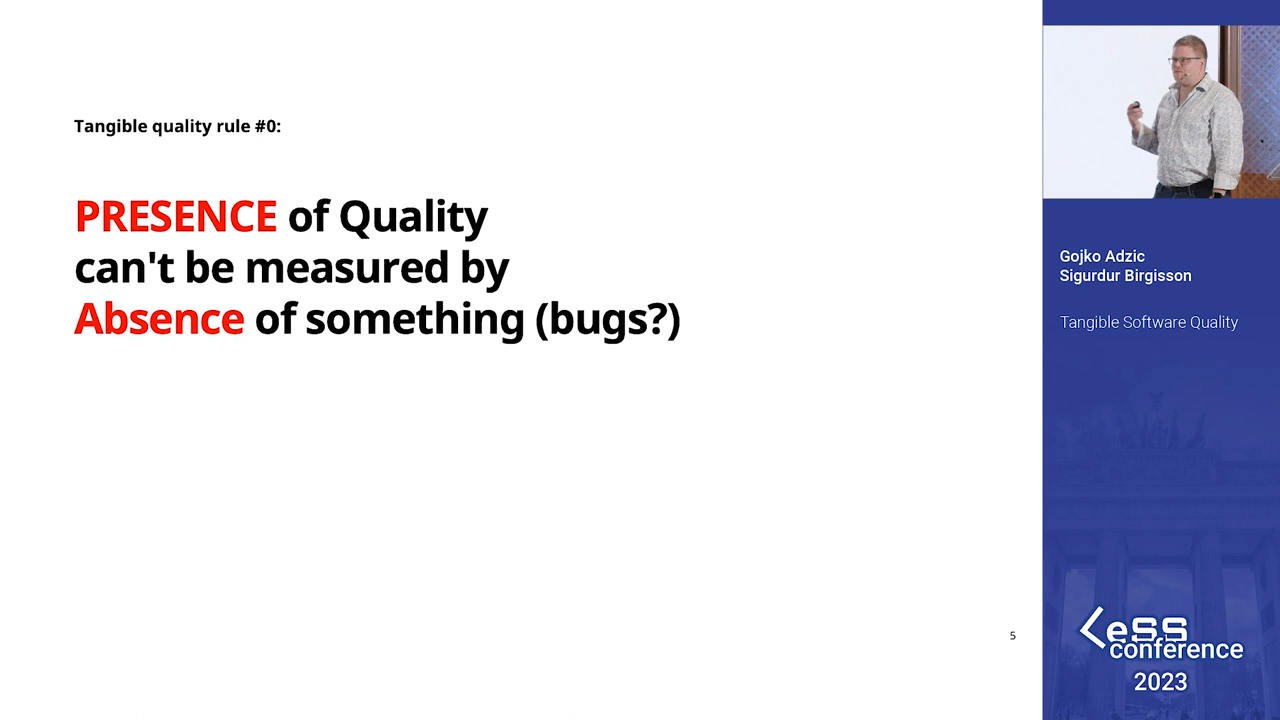 Tangible quality rule #0:
PRESENCE of Quality
can't be measured by
Absence of something (bugs?)
5
Gojko Adzic
Sigurdur Birgisson
Tangible Software Quality
LeSS
conference
2023